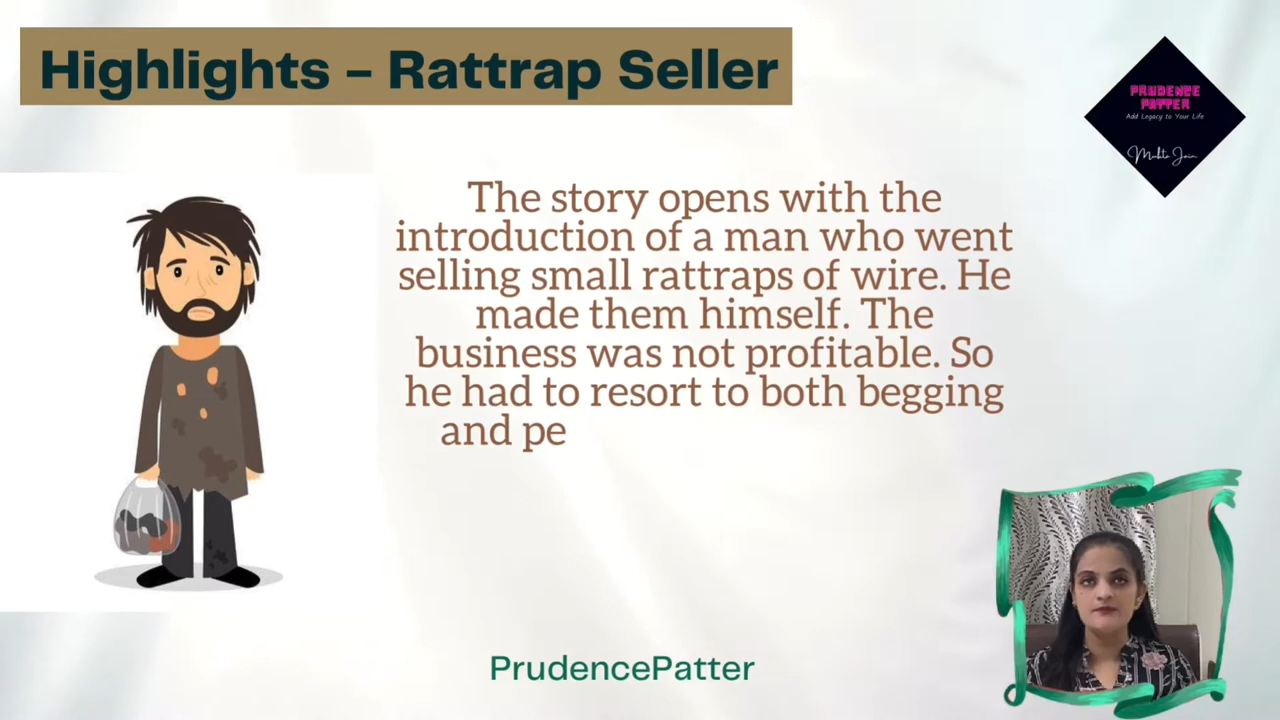 Highlights – Rattrap Seller
PRUDENCE
PATTER
Add Legacy to Your Life
The story opens with the
introduction of a man who went
selling small rattraps of wire. He
made them himself. The
business was not profitable. So
he had to resort to both begging
and pe
PrudencePatter